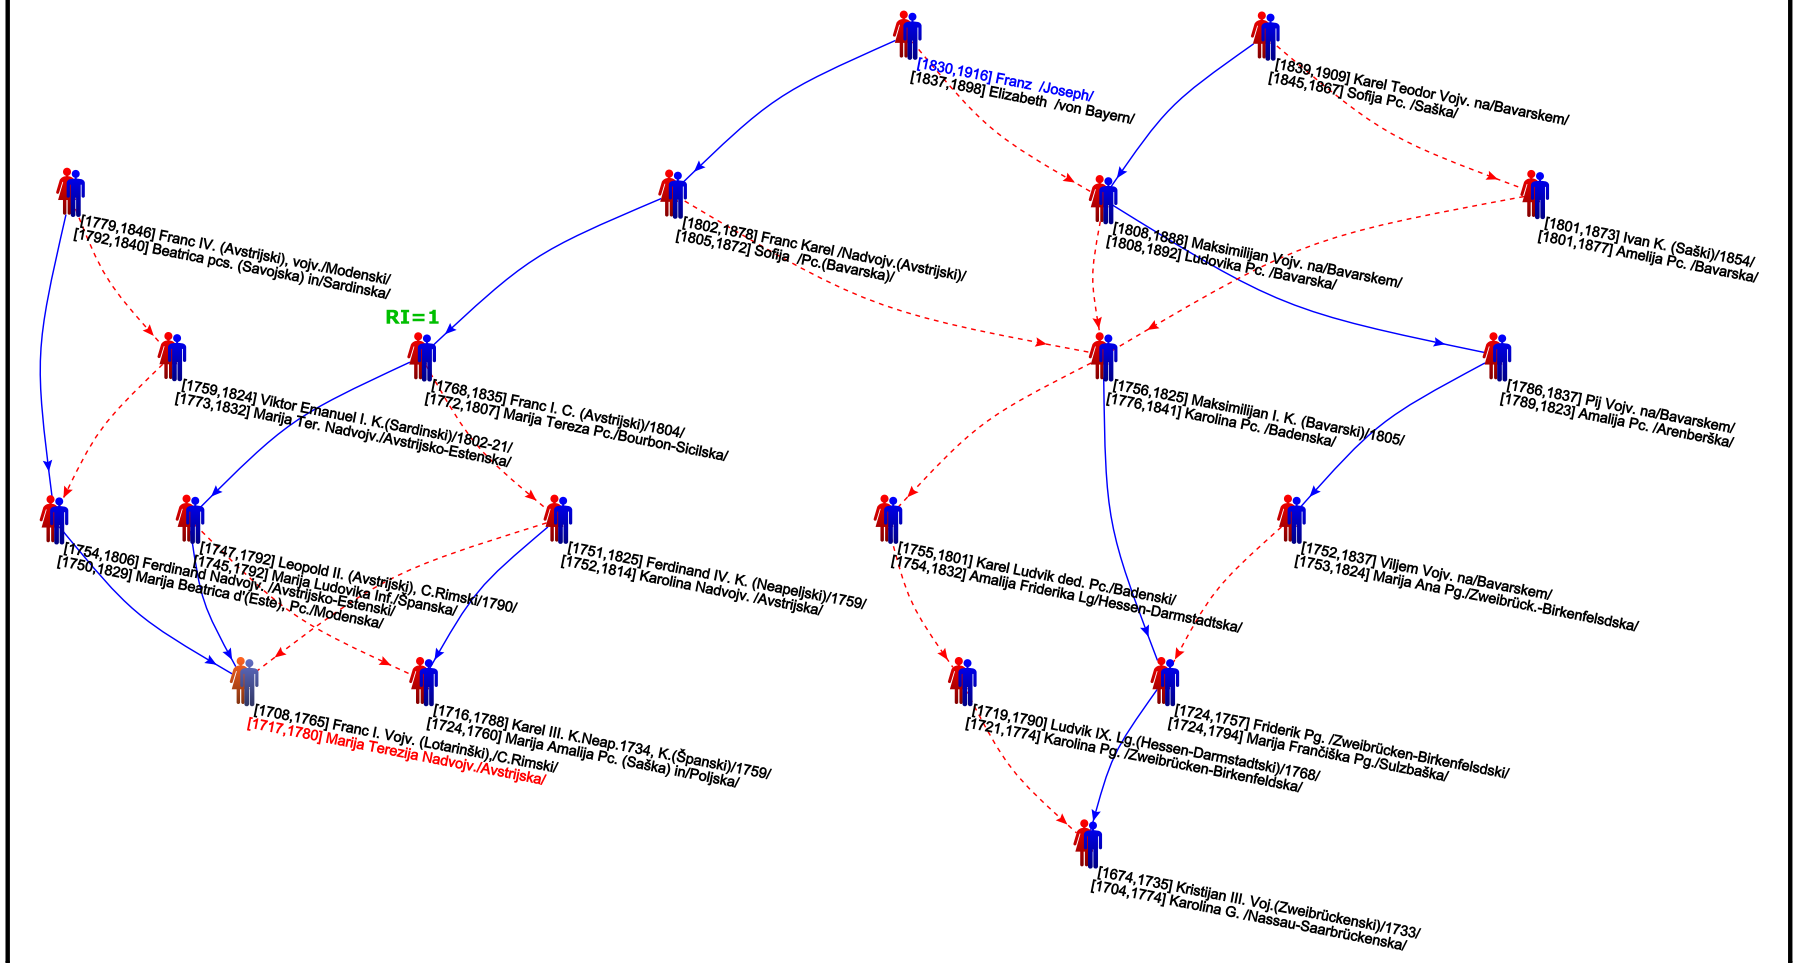 [1830,1916] Franz /Joseph/
[1837,1898] Elizabeth /von Bayern/
[1839,1909] Karel Teodor Vojv. na/Bavarskem/
[1845,1867] Sofija Pc. /Saška/
[1779,1846] Franc IV. (Avstrijski), vojv./Modenski/
[1792,1840] Beatrica pcs. (Savojska) in/Sardinska/
[1802,1878] Franc Karel /Nadvojv.(Avstrijski)/
[1805,1872] Sofija /Pc.(Bavarska)/
[1808,1888] Maksimilijan Vojv. na/Bavarskem/
[1808,1892] Ludovika Pc. /Bavarska/
[1801,1873] Ivan K. (Saški)/1854/
[1801,1877] Amelija Pc. /Bavarska/
RI=1
[1759,1824] Viktor Emanuel I. K.(Sardinski)/1802-21/
[1773,1832] Marija Ter. Nadvojv./Avstrijsko-Estenska/
[1768,1835] Franc I. C. (Avstrijski)/1804/
[1772,1807] Marija Tereza Pc./Bourbon-Sicilska/
[1756,1825] Maksimilijan I. K. (Bavarski)/1805/
[1776,1841] Karolina Pc. /Badenska/
[1786,1837] Pij Vojv. na/Bavarskem/
[1789,1823] Amalija Pc. /Arenberška/
[1754,1806] Ferdinand Nadvojv. /Avstrijsko-Estenski/
[1750,1829] Marija Beatrica d'(Este), Pc./Modenska/
[1747,1792] Leopold II. (Avstrijski), C.Rimski/1790/
[1745,1792] Marija Ludovika Inf./Španska/
[1751,1825] Ferdinand IV. K. (Neapeljski)/1759/
[1752,1814] Karolina Nadvojv. /Avstrijska/
[1755,1801] Karel Ludvik ded. Pc./Badenski/
[1754,1832] Amalija Friderika Lg/Hessen-Darmstadtska/
[1752,1837] Viljem Vojv. na/Bavarskem/
[1753,1824] Marija Ana Pg./Zweibrück.-Birkenfelsdska/
[1708,1765] Franc I. Vojv. (Lotarinški),/C.Rimski/
[1717,1780] Marija Terezija Nadvojv./Avstrijska/
[1716,1788] Karel III. K.Neap.1734, K.(Španski)/1759/
[1724,1760] Marija Amalija Pc. (Saška) in/Poljska/
[1719,1790] Ludvik IX. Lg.(Hessen-Darmstadtski)/1768/
[1721,1774] Karolina Pg. /Zweibrücken-Birkenfeldska/
[1724,1757] Friderik Pg. /Zweibrücken-Birkenfelsdski/
[1724,1794] Marija Frančiška Pg./Sulzbaška/
[1674,1735] Kristijan III. Voj.(Zweibrückenski)/1733/
[1704,1774] Karolina G. /Nassau-Saarbrückenska/